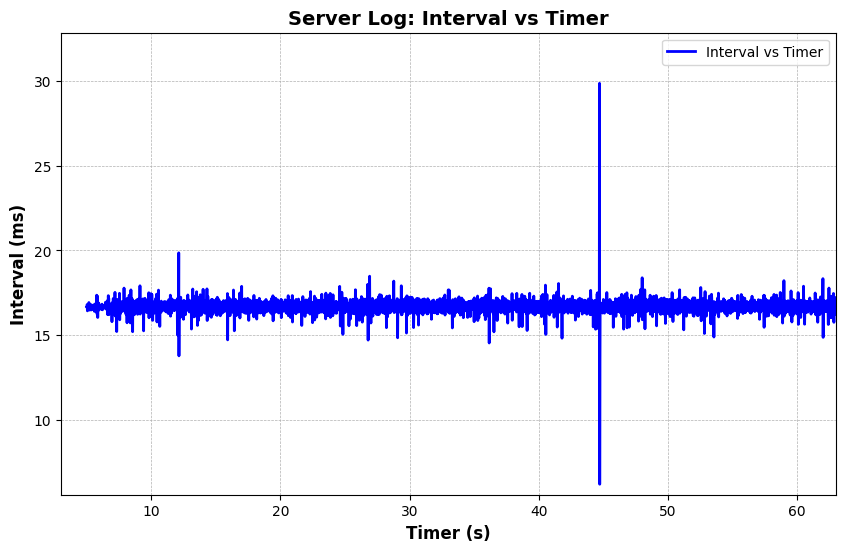 Server Log: Interval vs Timer
Interval vs Timer
30
25
20
15
10
Interval (ms)
10 20 30 40 50 60
Timer (s)